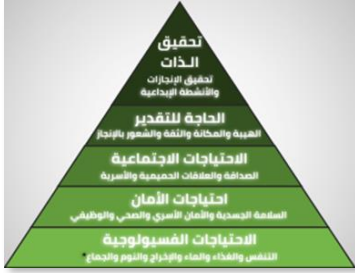 تحقيق
الـذات
تحقيق الإنجازات
والأنشطة الإبداعية
الحاجة للتقدير
الهيبة والمكانة والثقة والشعور بالإنجاز
الاحتياجات الاجتماعية
الصداقة والعلاقات الحميمية والأسرية
احتياجات الأمان
السلامة الجسدية والأمان الأسري والصحي والوظيفي
الاحتياجات الفسيولوجية
التنفس والغذاء والماء والإخراج والنوم والجماع*